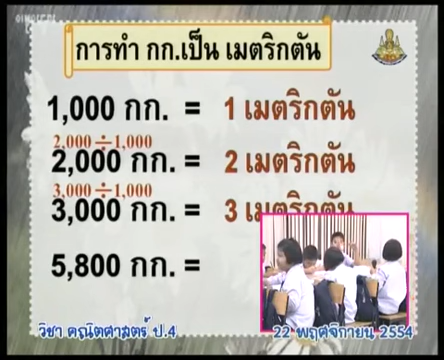 การทำ กก.เป็น เมตริกตัน
1,000 กก. = 1 เมตริกตัน
2,000 ÷ 1,000
2,000 กก. = 2 เมตริกตัน
3,000 ÷ 1,000
3,000 กก. = 3 เมตริกตัน
5,800 กก. =
วิชา คณิตศาสตร์ ป.4
22 พฤศจิกายน 2554